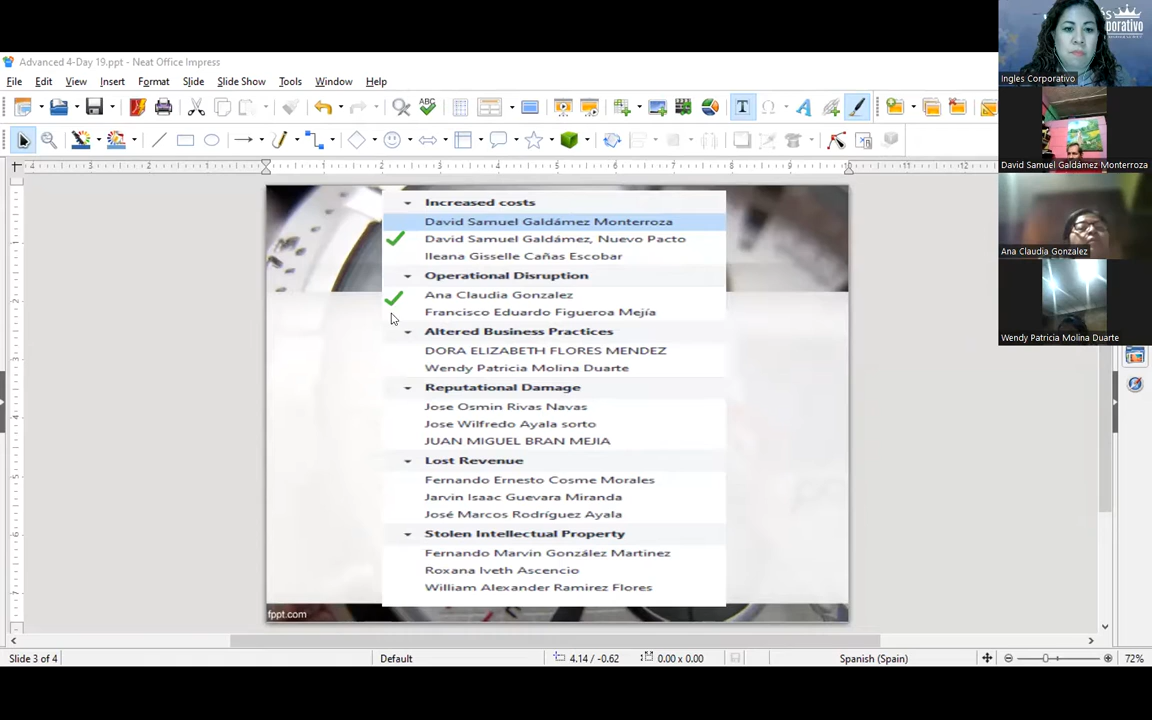 Advanced 4-Day 19.ppt - Neat Office Impress
File Edit View Insert Format Slide Slide Show Tools Window Help
Increased costs
David Samuel Galdámez Monterroza
David Samuel Galdámez, Nuevo Pacto
Ileana Gisselle Cañas Escobar
Operational Disruption
Ana Claudia Gonzalez
Francisco Eduardo Figueroa Mejía
Altered Business Practices
DORA ELIZABETH FLORES MENDEZ
Wendy Patricia Molina Duarte
Reputational Damage
Jose Osmin Rivas Navas
Jose Wilfredo Ayala sorto
JUAN MIGUEL BRAN MEJIA
Lost Revenue
Fernando Ernesto Cosme Morales
Jarvin Isaac Guevara Miranda
José Marcos Rodríguez Ayala
Stolen Intellectual Property
Fernando Marvin González Martinez
Roxana Iveth Ascencio
William Alexander Ramirez Flores
fppt.com
Slide 3 of 4
Default
4.14 / -0.62
0.00 x 0.00
Spanish (Spain)
72%
Ingles Corporativo
David Samuel Galdámez Monterroza
Ana Claudia Gonzalez
Wendy Patricia Molina Duarte